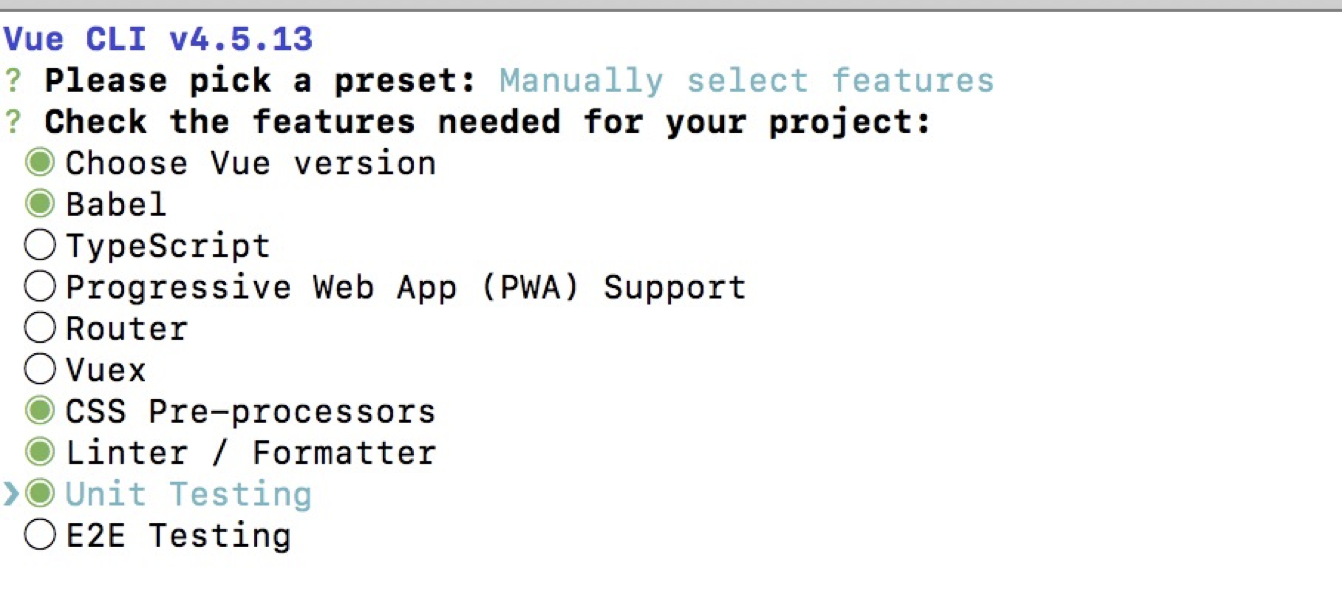 Vue CLI v4.5.13
? Please pick a preset: Manually select features
? Check the features needed for your project:
◉ Choose Vue version
◉ Babel
◯ TypeScript
◯ Progressive Web App (PWA) Support
◯ Router
◯ Vuex
◉ CSS Pre-processors
◉ Linter / Formatter
❯◉ Unit Testing
◯ E2E Testing